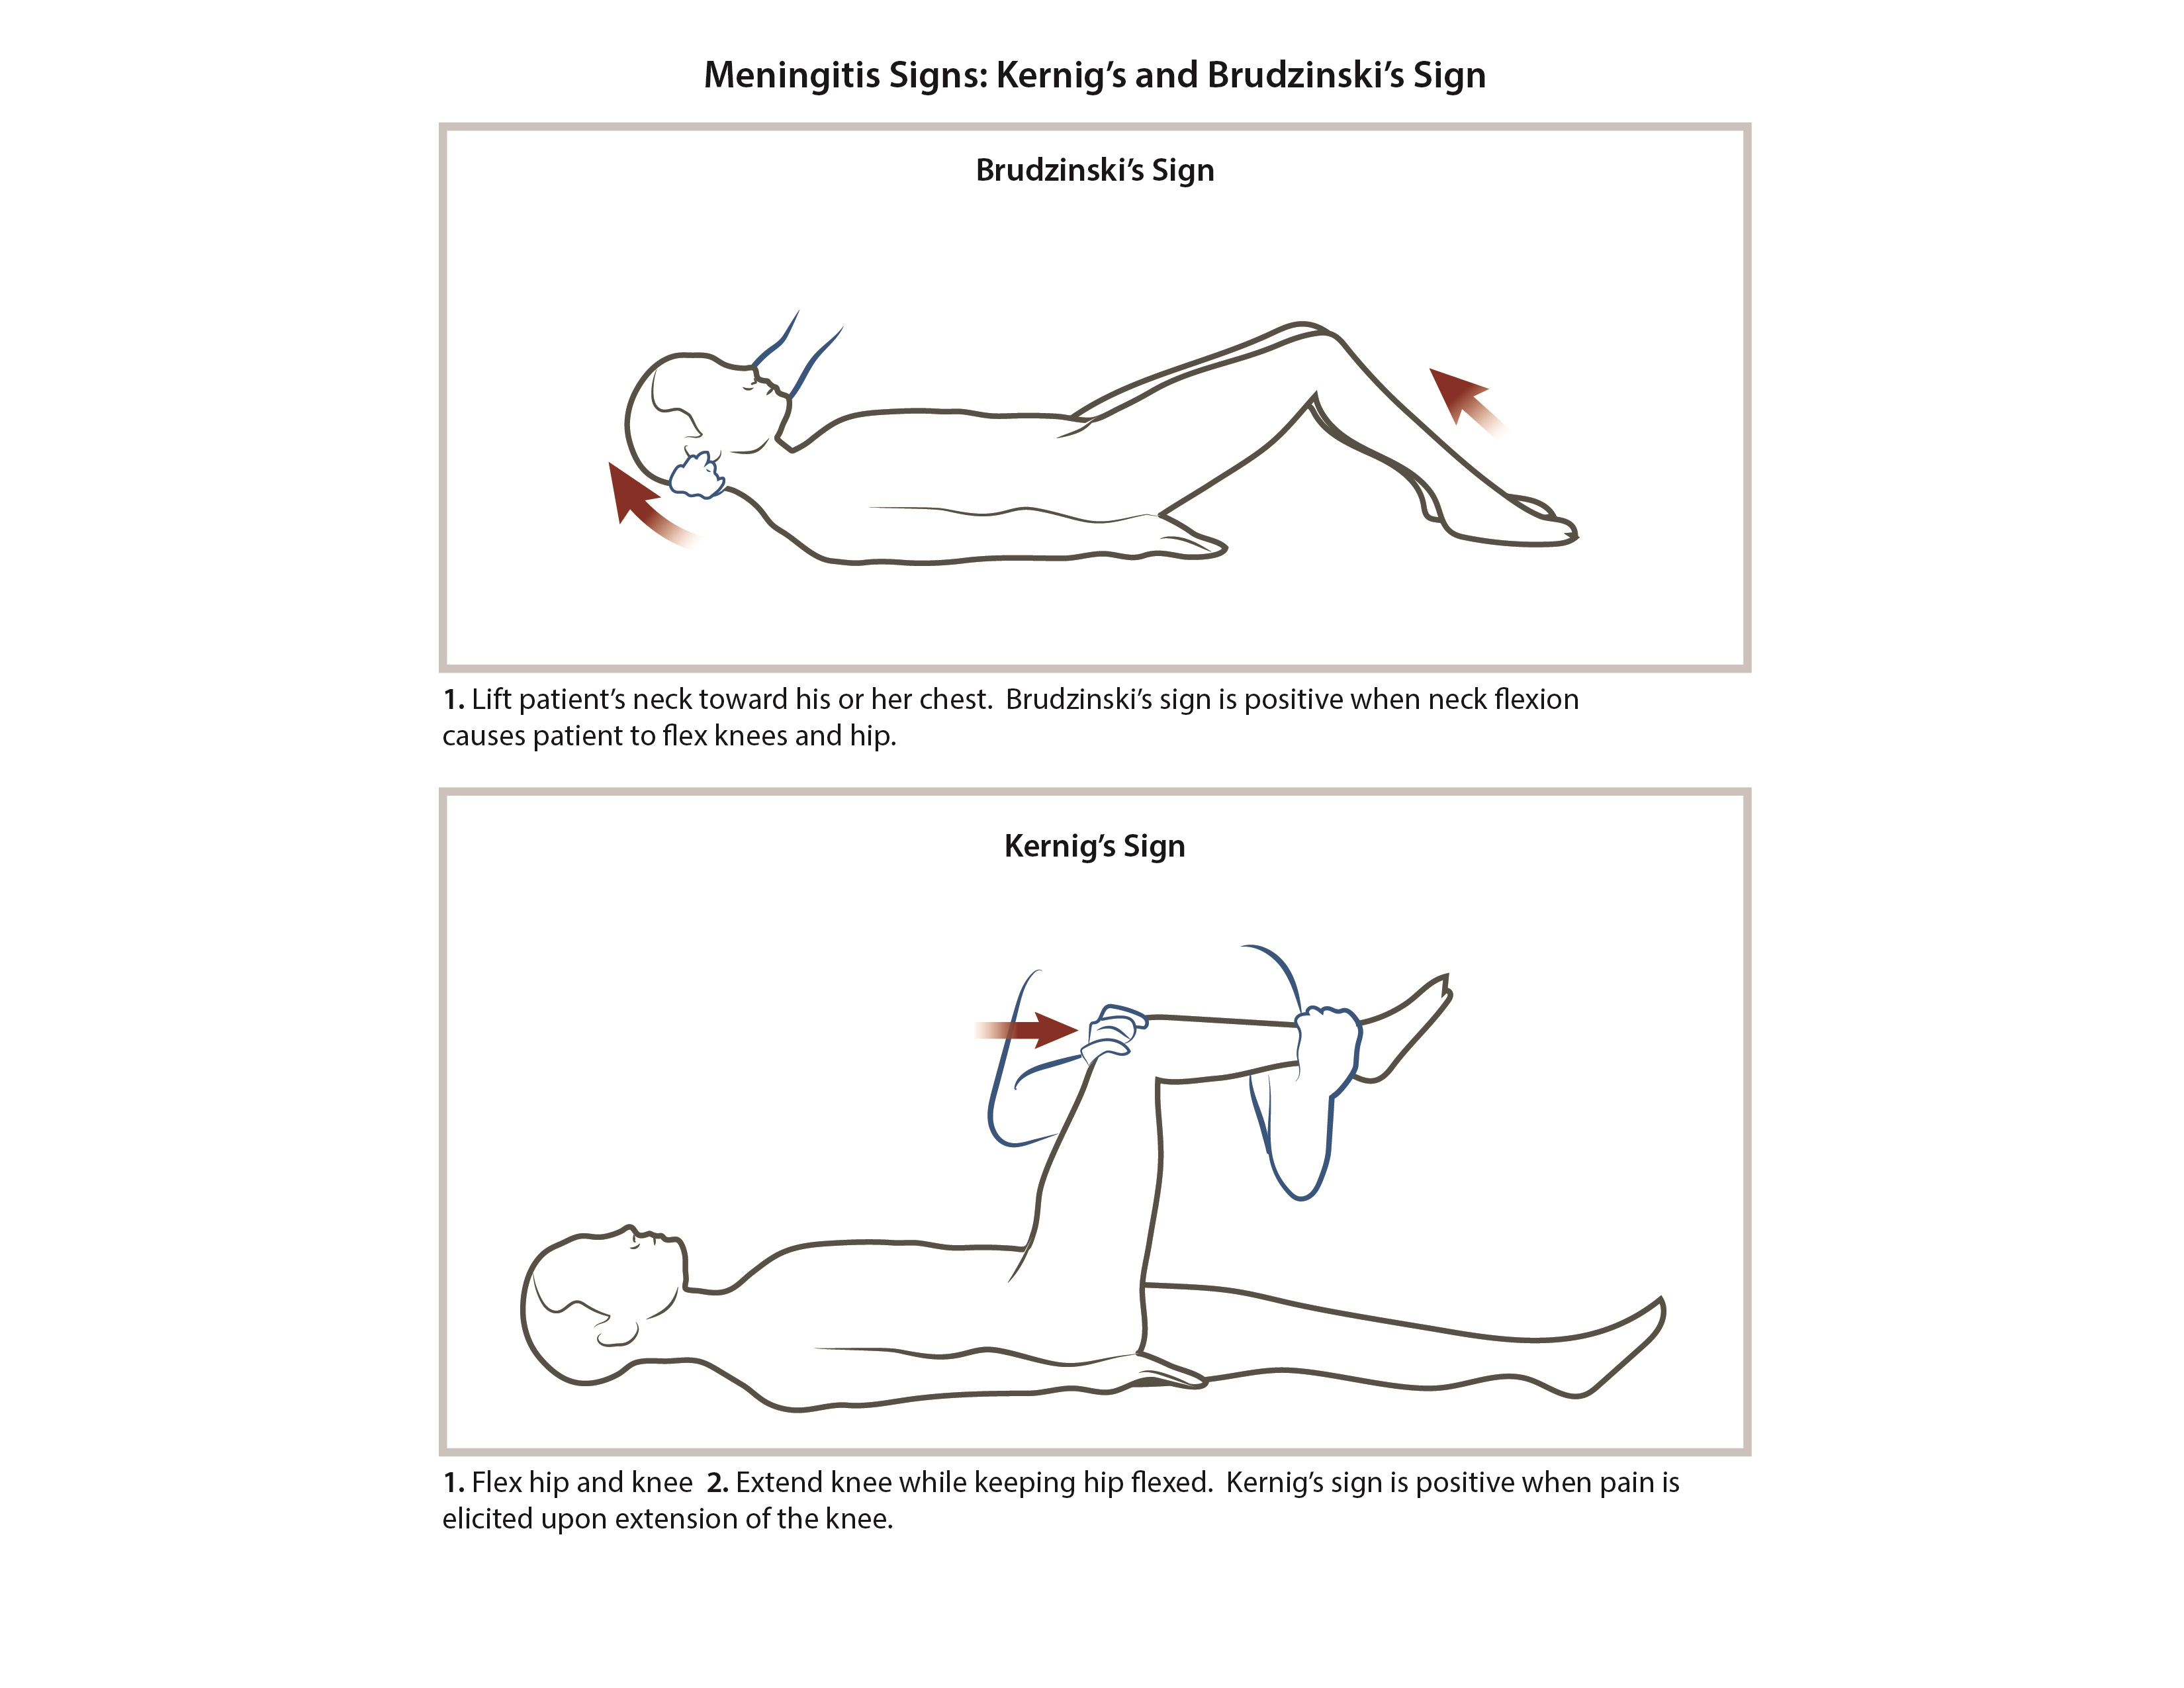 Meningitis Signs: Kernig’s and Brudzinski’s Sign
Brudzinski’s Sign
1. Lift patient’s neck toward his or her chest.  Brudzinski’s sign is positive when neck flexion
causes patient to flex knees and hip.
Kernig’s Sign
1. Flex hip and knee  2. Extend knee while keeping hip flexed.  Kernig’s sign is positive when pain is
elicited upon extension of the knee.